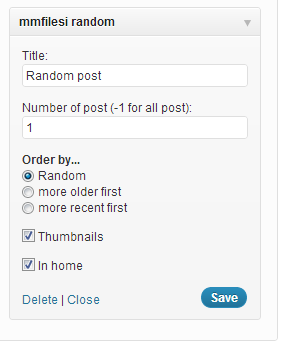 mmfilesi random
Title:
Random post
Number of post (-1 for all post):
1
Order by...
Random
more older first
more recent first
Thumbnails
In home
Delete | Close
Save